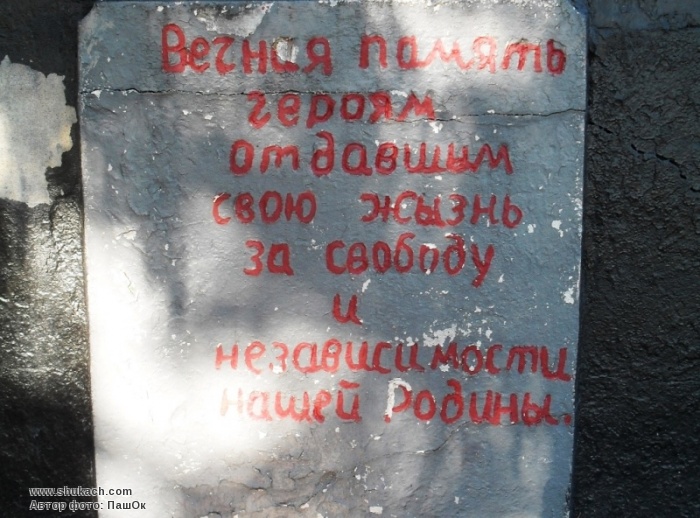 Вечная память
героям
отдавшим
свою жызнь
за свободу
и
независимости
нашей Родины.
www.shukach.com
Автор фото: ПашОк